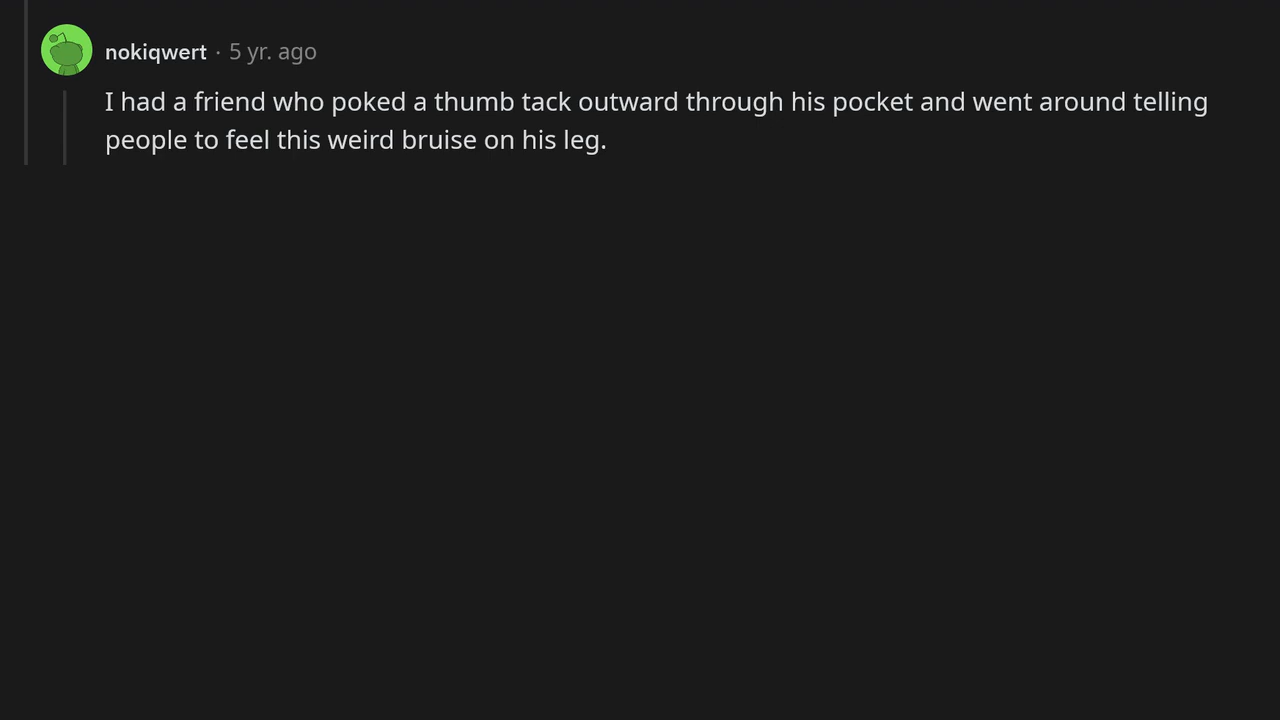 nokiqwert · 5 yr. ago
I had a friend who poked a thumb tack outward through his pocket and went around telling
people to feel this weird bruise on his leg.